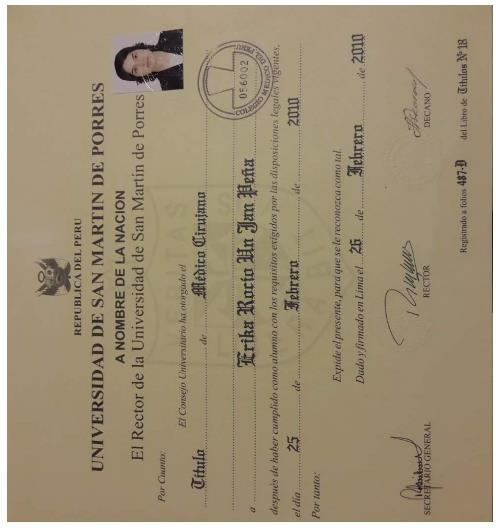 REPUBLICA DEL PERU
UNIVERSIDAD DE SAN MARTIN DE PORRES
A NOMBRE DE LA NACION
El Rector de la Universidad de San Martín de Porres
Por Cuanto:
El Consejo Universitario ha otorgado el
Título de Médico Cirujano
a Erika Rocío Un Jan Peña
después de haber cumplido como alumno con los requisitos exigidos por las disposiciones legales vigentes,
el día 25 de Febrero de 2010
Por tanto:
Expide el presente, para que se le reconozca como tal.
Dado y firmado en Lima el 26 de Febrero de 2010
SECRETARIO GENERAL
RECTOR
DECANO
Registrado a folios 487-D del Libro de Títulos Nº 18
COLEGIO MEDICO DEL PERU
056002